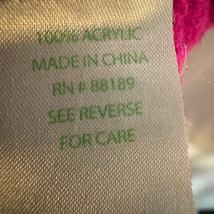 100% ACRYLIC
MADE IN CHINA
RN # 88189
SEE REVERSE
FOR CARE